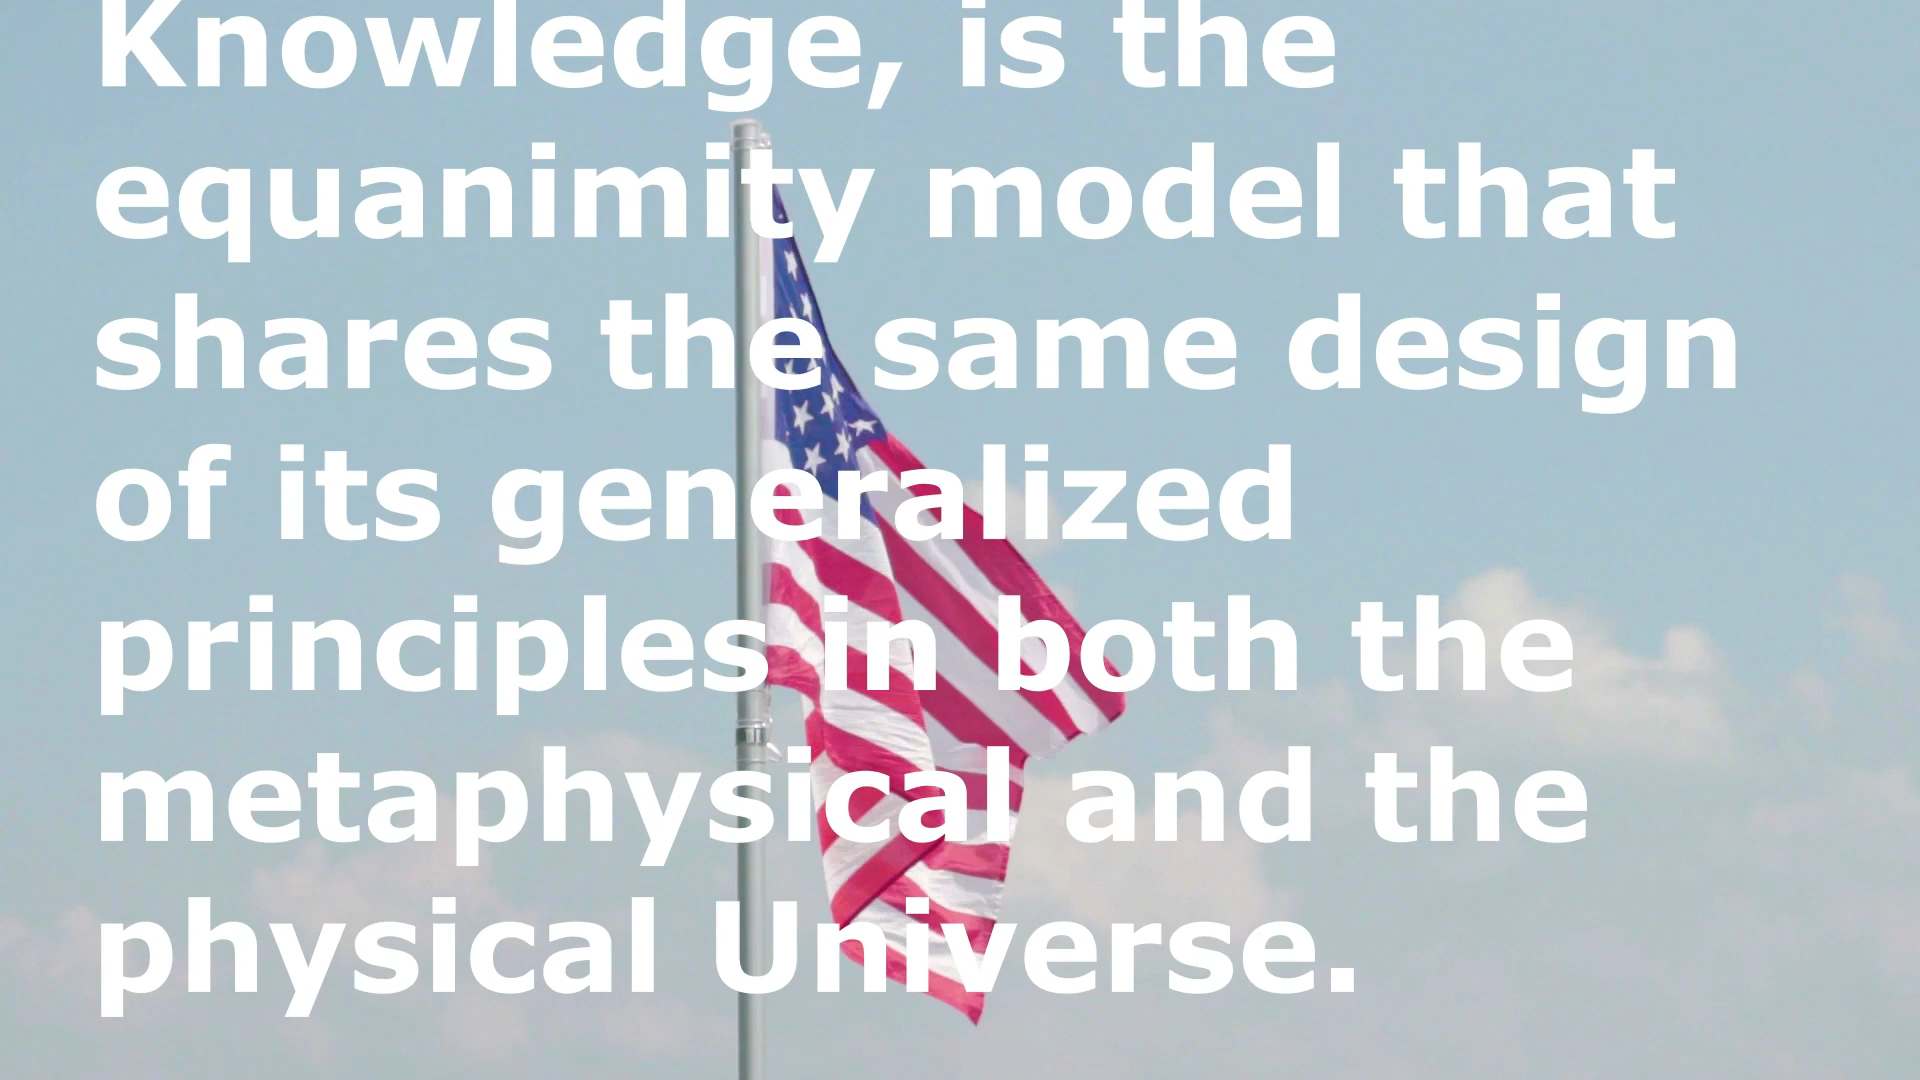 Knowledge, is the
equanimity model that
shares the same design
of its generalized
principles in both the
metaphysical and the
physical Universe.